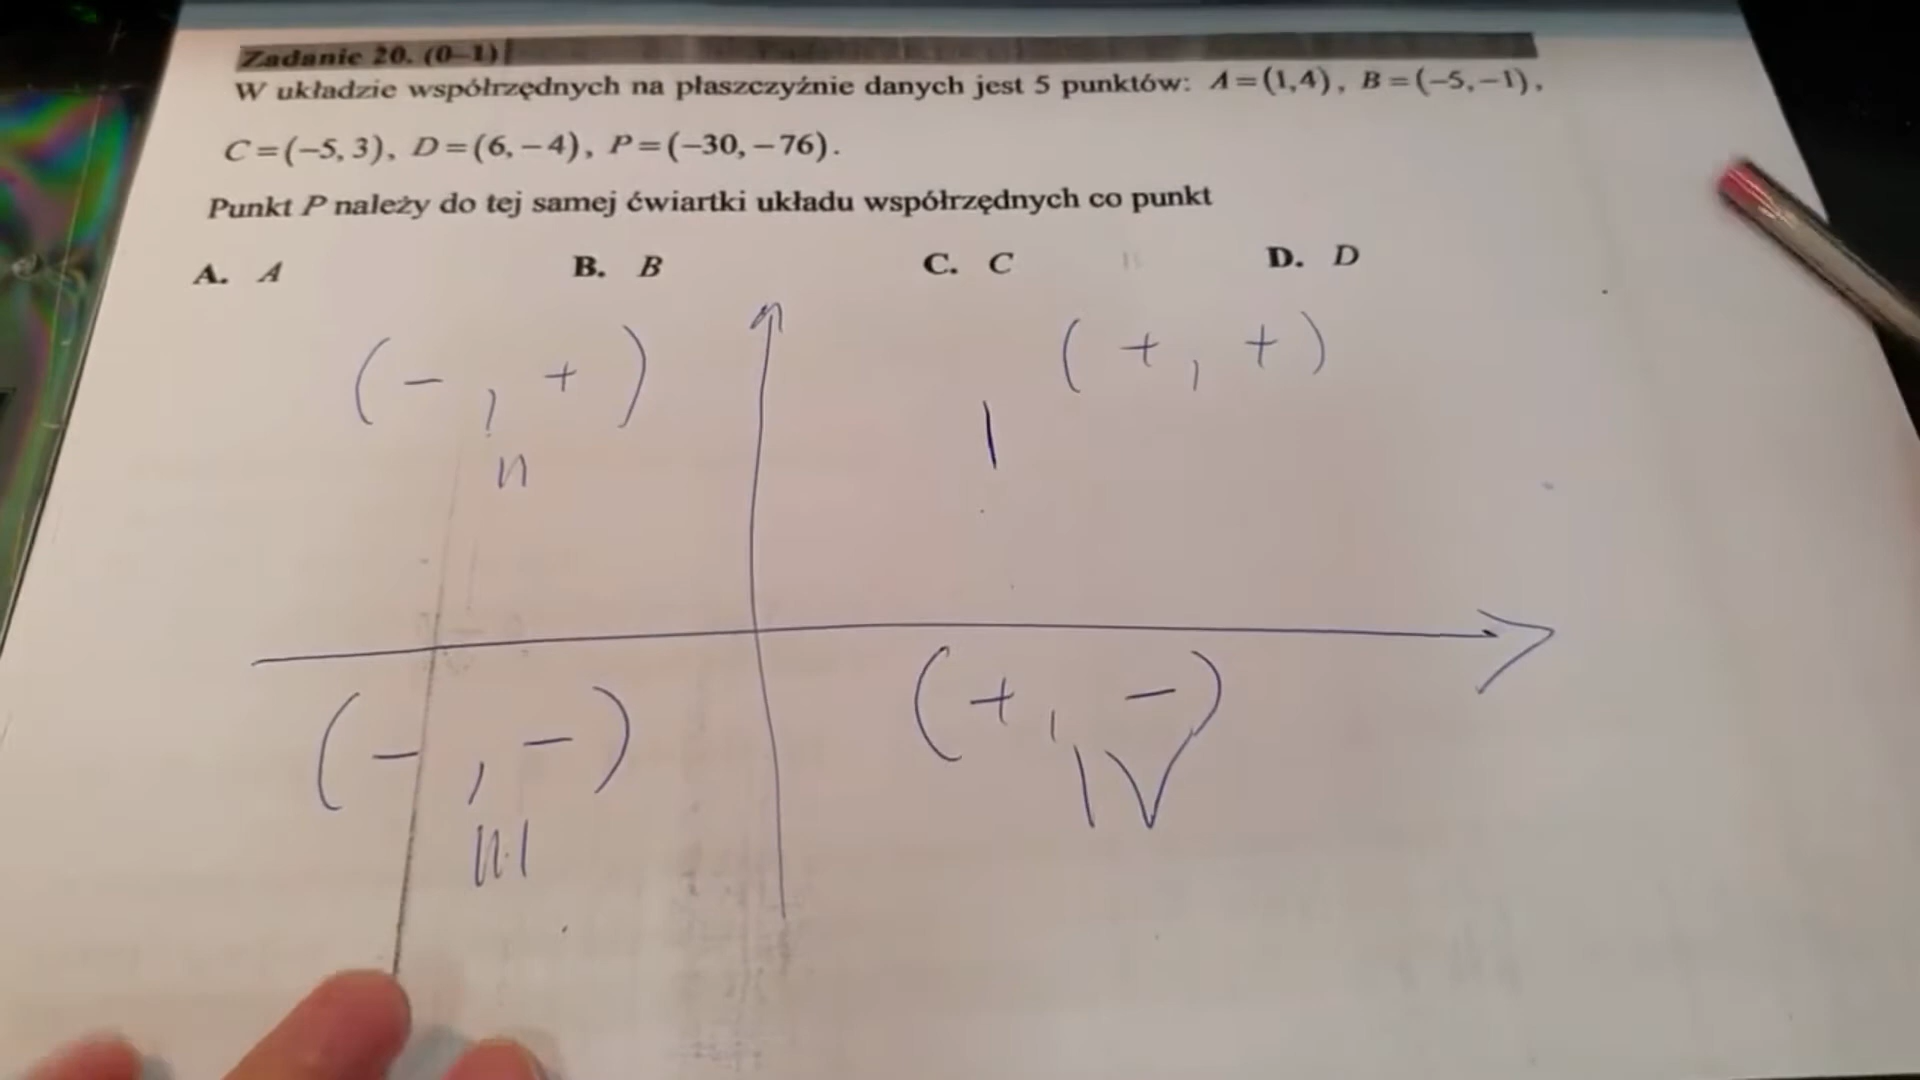 Zadanie 20. (0–1)
W układzie współrzędnych na płaszczyźnie danych jest 5 punktów: A=(1,4), B=(−5,−1),
C=(−5,3), D=(6,−4), P=(−30,−76).
Punkt P należy do tej samej ćwiartki układu współrzędnych co punkt
A. A B. B C. C D. D
(-, +) (+, +)
II I
(-, -) (+, -)
III IV